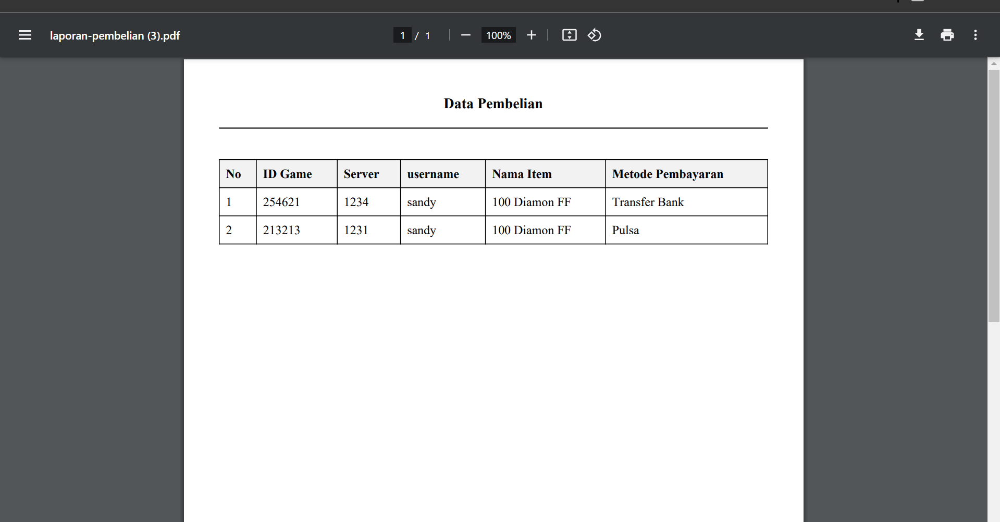 laporan-pembelian (3).pdf 1 / 1 100%
Data Pembelian
No ID Game Server username Nama Item Metode Pembayaran
1 254621 1234 sandy 100 Diamon FF Transfer Bank
2 213213 1231 sandy 100 Diamon FF Pulsa